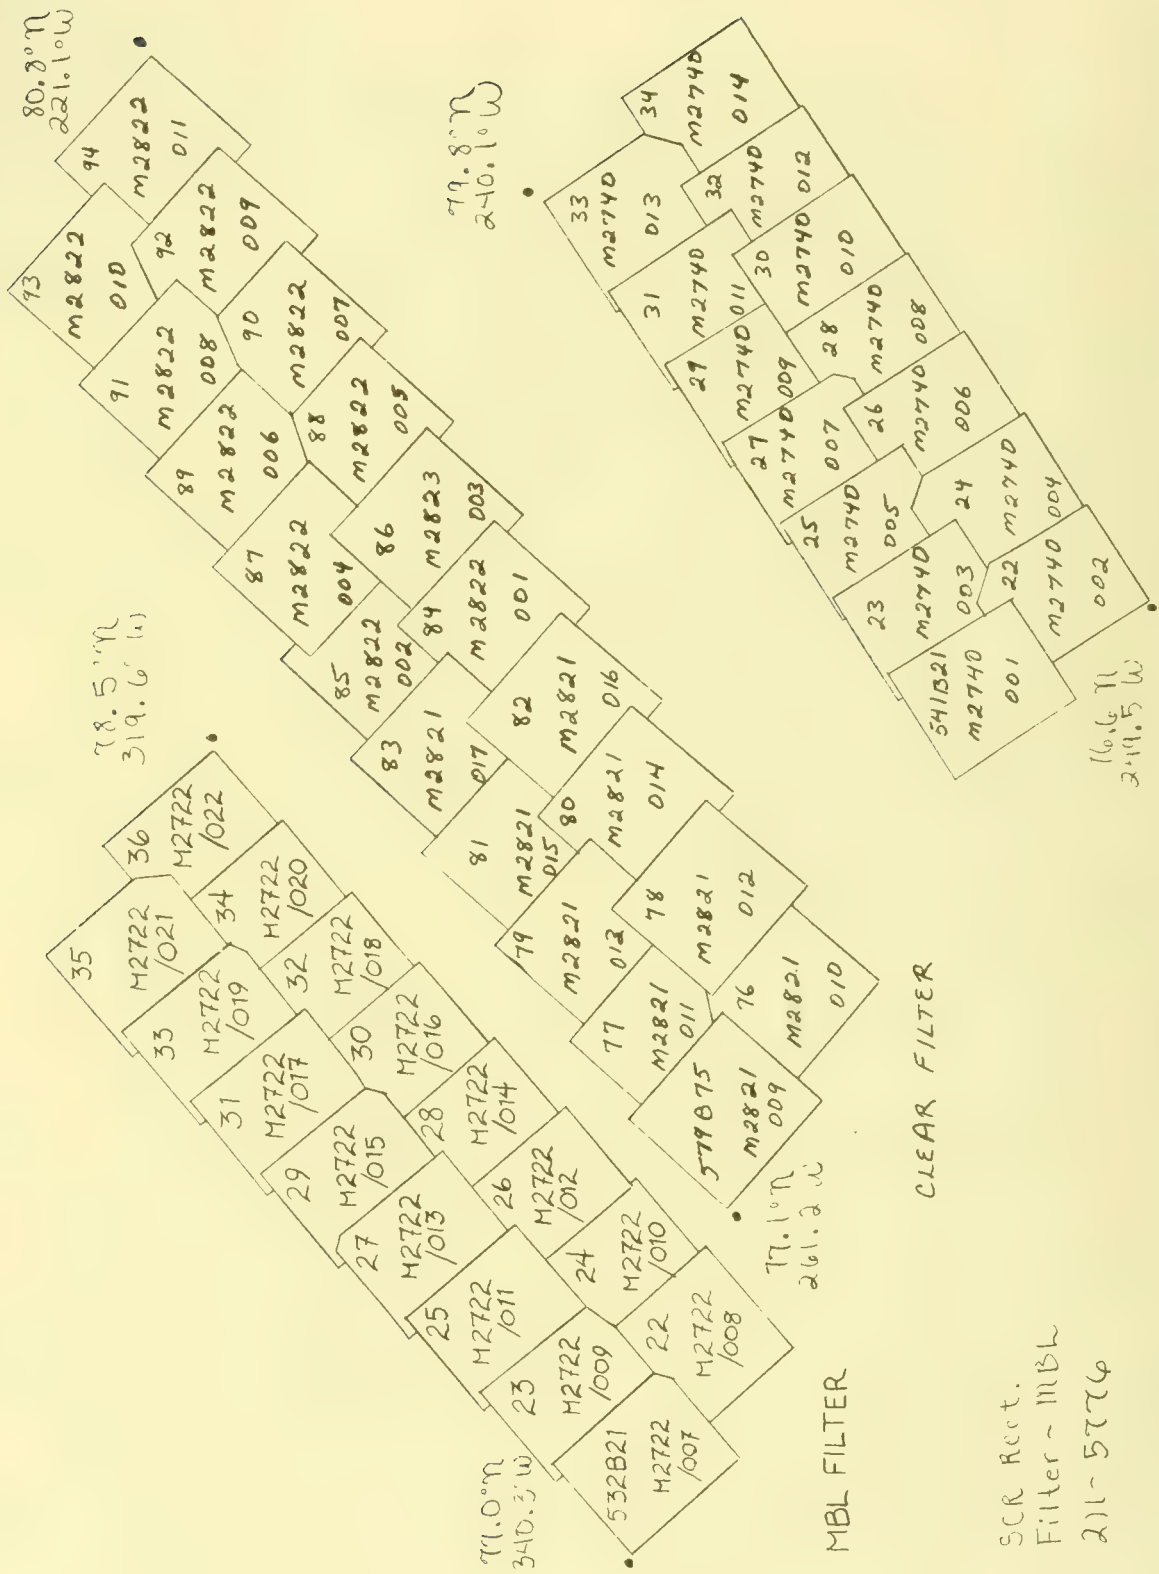 77.0°N
340.3°W
532B21
M2722
/007
22
M2722
/008
23
M2722
/009
24
M2722
/010
25
M2722
/011
26
M2722
/012
27
M2722
/013
28
M2722
/014
29
M2722
/015
30
M2722
/016
31
M2722
/017
32
M2722
/018
33
M2722
/019
34
M2722
/020
35
M2722
/021
36
M2722
/022
78.5°N
319.6°W
MBL FILTER
77.1°N
261.2W
579B75
M2821
009
76
M2821
010
77
M2821
011
78
M2821
012
79
M2821
013
80
M2821
014
81
M2821
015
82
M2821
016
83
M2821
017
84
M2822
001
85
M2822
002
86
M2823
003
87
M2822
004
88
M2822
005
89
M2822
006
90
M2822
007
91
M2822
008
92
M2822
009
93
M2822
010
94
M2822
011
80.3°N
221.1°W
CLEAR FILTER
541B21
M2740
001
22
M2740
002
23
M2740
003
24
M2740
004
25
M2740
005
26
M2740
006
27
M2740
007
28
M2740
008
29
M2740
009
30
M2740
010
31
M2740
011
32
M2740
012
33
M2740
013
34
M2740
014
79.8°N
240.1°W
SCR Rect.
Filter - MBL
211-5776